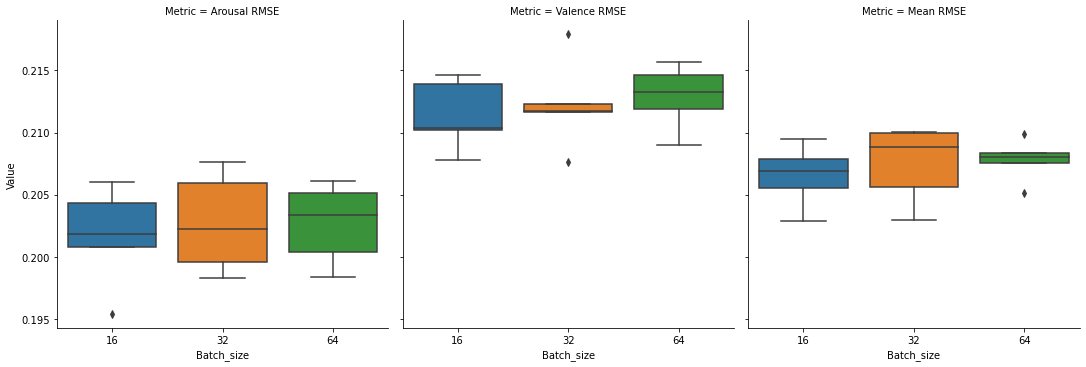 Metric = Arousal RMSE
Metric = Valence RMSE
Metric = Mean RMSE
Value
0.215
0.210
0.205
0.200
0.195
16 32 64
16 32 64
16 32 64
Batch_size
Batch_size
Batch_size